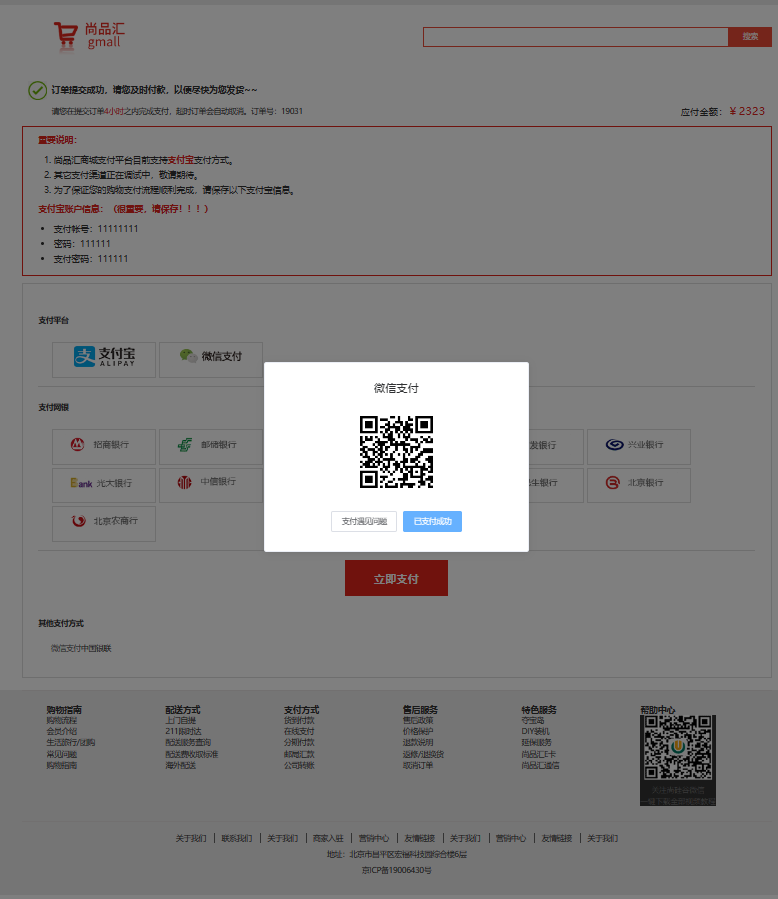 尚品汇
gmall
搜索
订单提交成功，请您及时付款，以便尽快为您发货~~
请您在提交订单4小时之内完成支付，超时订单会自动取消。订单号：19031
应付金额：￥2323
重要说明：
1. 尚品汇商城支付平台目前支持支付宝支付方式。
2. 其它支付渠道正在调试中，敬请期待。
3. 为了保证您的购物支付流程顺利完成，请保存以下支付宝信息。
支付宝账户信息：（很重要，请保存！！！）
• 支付帐号：11111111
• 密码：111111
• 支付密码：111111
支付平台
支付宝 微信支付
ALIPAY
微信支付
支付网银
招商银行 邮储银行 发银行 兴业银行
Bank 光大银行 中信银行 生银行 北京银行
北京农商行
支付遇见问题 已支付成功
立即支付
其他支付方式
微信支付中国银联
购物指南 配送方式 支付方式 售后服务 特色服务 帮助中心
购物流程 上门自提 货到付款 售后政策 夺宝岛
会员介绍 211限时达 在线支付 价格保护 DIY装机
生活旅行/团购 配送服务查询 分期付款 退款说明 延保服务
常见问题 配送费收取标准 邮局汇款 返修/退换货 尚品汇E卡
购物指南 海外配送 公司转账 取消订单 尚品汇通信
关注尚硅谷微信
关于我们 | 联系我们 | 关于我们 | 商家入驻 | 营销中心 | 友情链接 | 关于我们 | 营销中心 | 友情链接 | 关于我们
地址：北京市昌平区宏福科技园综合楼6层
京ICP备19006430号